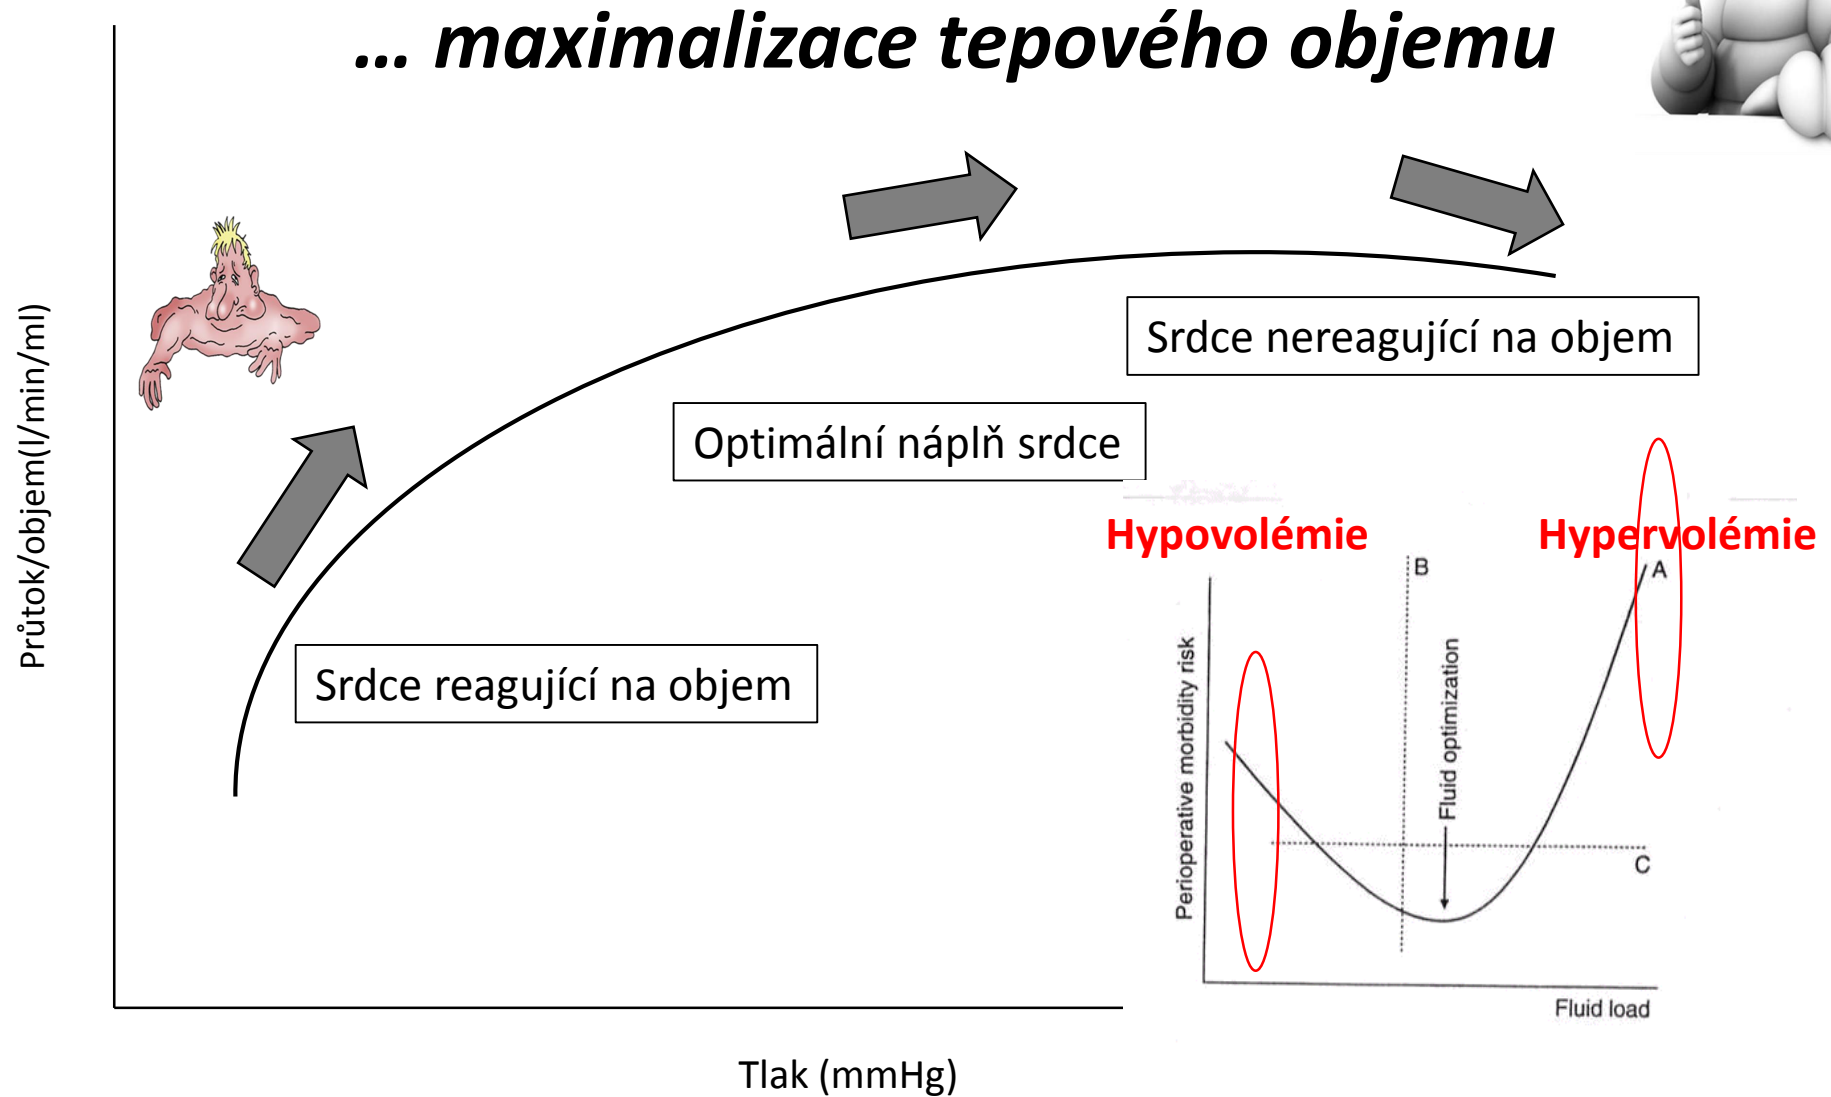 … maximalizace tepového objemu
Průtok/objem(l/min/ml)
Srdce nereagující na objem
Optimální náplň srdce
Srdce reagující na objem
Hypovolémie
Hypervolémie
B
A
Perioperative morbidity risk
Fluid optimization
C
Fluid load
Tlak (mmHg)